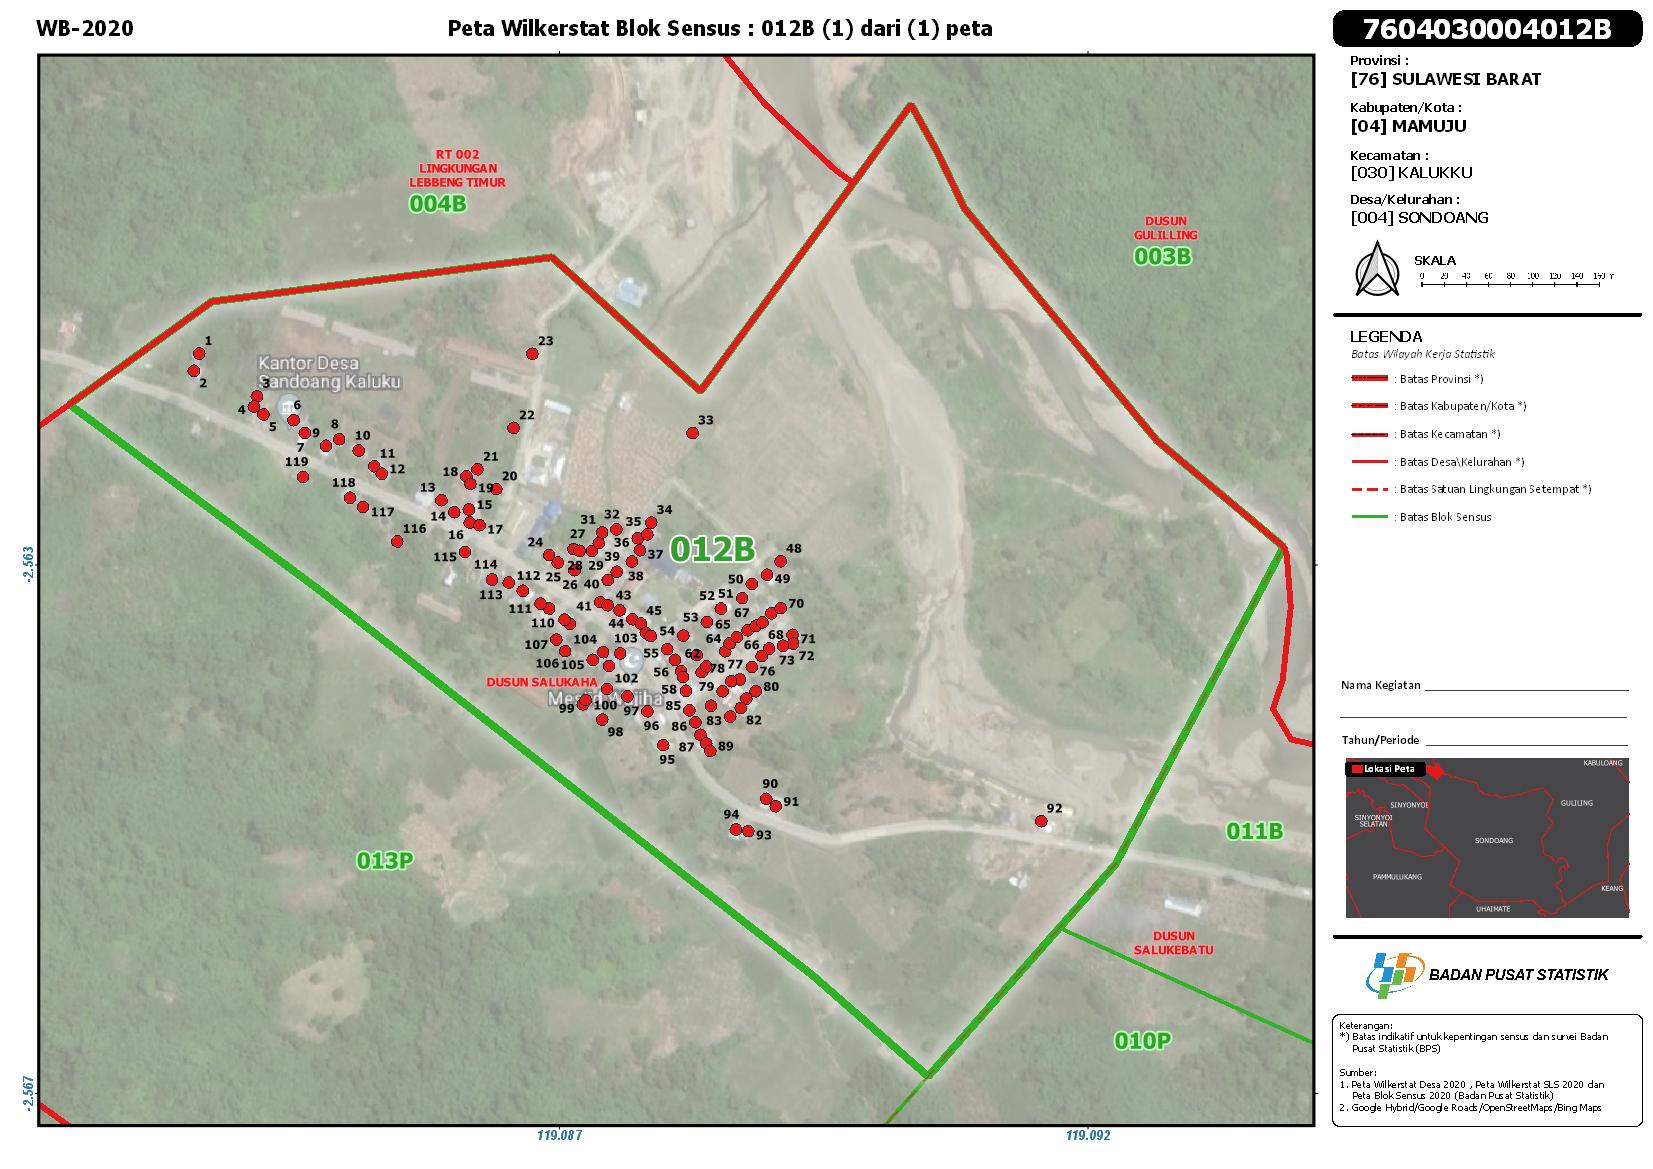 WB-2020
Peta Wilkerstat Blok Sensus : 012B (1) dari (1) peta
7604030004012B
Provinsi :
[76] SULAWESI BARAT
Kabupaten/Kota :
[04] MAMUJU
Kecamatan :
[030] KALUKKU
Desa/Kelurahan :
[004] SONDOANG
SKALA
0 20 40 60 80 100 120 140 160 m
LEGENDA
Batas Wilayah Kerja Statistik
: Batas Provinsi *)
: Batas Kabupaten/Kota *)
: Batas Kecamatan *)
: Batas Desa\Kelurahan *)
: Batas Satuan Lingkungan Setempat *)
: Batas Blok Sensus
Nama Kegiatan
Tahun/Periode
Lokasi Peta
KABULOANG
SINYONYOI
GULILING
SINYONYOI
SELATAN
SONDOANG
PAMMULUKANG
KEANG
UHAIMATE
BADAN PUSAT STATISTIK
Keterangan:
*) Batas indikatif untuk kepentingan sensus dan survei Badan
Pusat Statistik (BPS)
Sumber:
1. Peta Wilkerstat Desa 2020 , Peta Wilkerstat SLS 2020 dan
Peta Blok Sensus 2020 (Badan Pusat Statistik)
2. Google Hybrid/Google Roads/OpenStreetMaps/Bing Maps
RT 002
LINGKUNGAN
LEBBENG TIMUR
004B
DUSUN
GULILLING
003B
Kantor Desa
Sandoang Kaluku
1
2
3
4
5
6
7
8
9
10
11
12
13
14
15
16
17
18
19
20
21
22
23
24
25
26
27
28
29
31
32
33
34
35
36
37
38
39
40
41
43
44
45
48
49
50
51
52
53
54
55
56
58
62
64
65
66
67
68
70
71
72
73
76
77
78
79
80
82
83
85
86
87
89
90
91
92
93
94
95
96
97
98
99
100
102
103
104
105
106
107
110
111
112
113
114
115
116
117
118
119
012B
DUSUN SALUKAHA
013P
011B
DUSUN
SALUKEBATU
010P
-2.563
-2.567
119.087
119.092